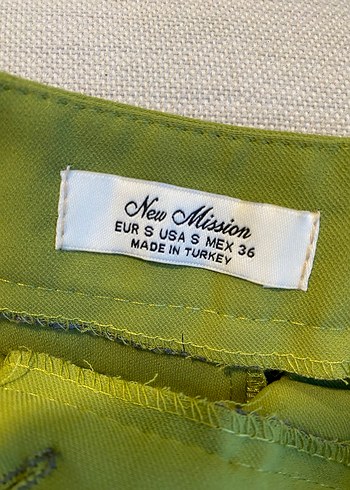 New Mission
EUR S USA S MEX 36
MADE IN TURKEY